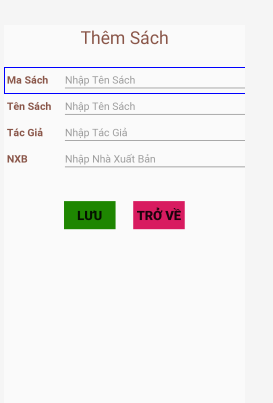 Thêm Sách
Ma Sách Nhập Tên Sách
Tên Sách Nhập Tên Sách
Tác Giả Nhập Tác Giả
NXB Nhập Nhà Xuất Bản
LƯU TRỞ VỀ